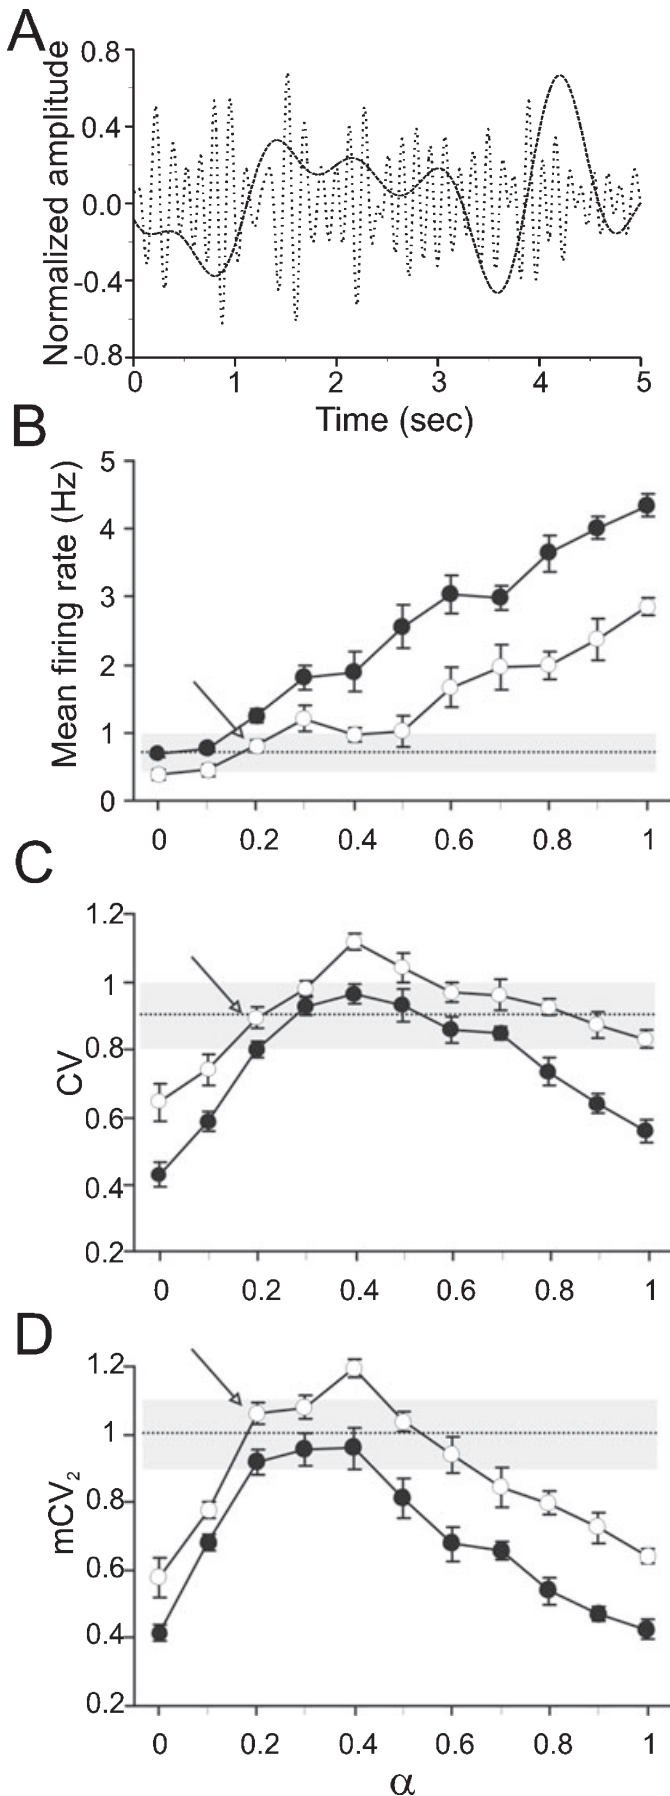 A
Normalized amplitude
0.8
0.4
0.0
-0.4
-0.8
0 1 2 3 4 5
Time (sec)
B
Mean firing rate (Hz)
5
4
3
2
1
0
0 0.2 0.4 0.6 0.8 1
C
CV
1.2
1
0.8
0.6
0.4
0.2
0 0.2 0.4 0.6 0.8 1
D
mCV₂
1.2
1
0.8
0.6
0.4
0.2
0 0.2 0.4 0.6 0.8 1
α